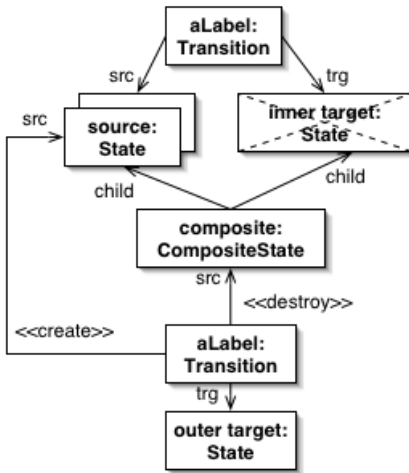 aLabel:
Transition
src
trg
src
source:
State
inner target:
State
child
child
composite:
CompositeState
src
<<destroy>>
<<create>>
aLabel:
Transition
trg
outer target:
State